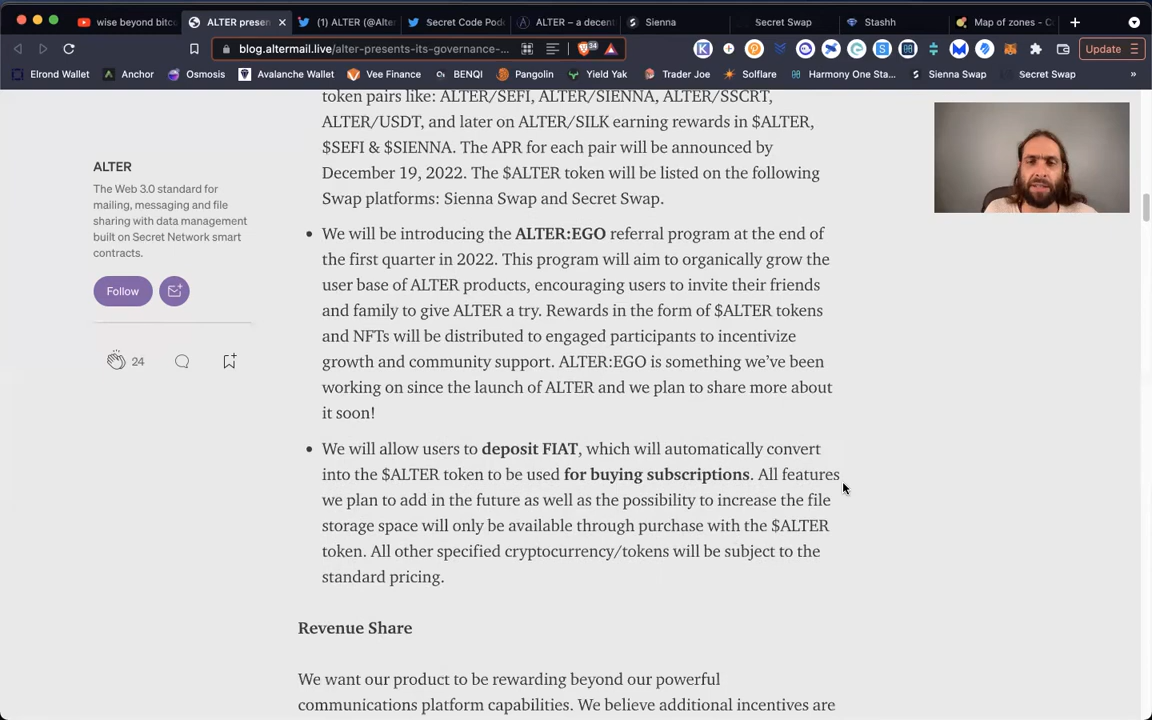 wise beyond bitco
ALTER presen
(1) ALTER (@Alter
Secret Code Pod
ALTER – a decent
Sienna
Secret Swap
Stashh
Map of zones - Co
blog.altermail.live/alter-presents-its-governance-...
34
Update
Elrond Wallet
Anchor
Osmosis
Avalanche Wallet
Vee Finance
BENQI
Pangolin
Yield Yak
Trader Joe
Solflare
Harmony One Sta...
Sienna Swap
Secret Swap
»
token pairs like: ALTER/SEFI, ALTER/SIENNA, ALTER/SSCRT,
ALTER/USDT, and later on ALTER/SILK earning rewards in $ALTER,
$SEFI & $SIENNA. The APR for each pair will be announced by
December 19, 2022. The $ALTER token will be listed on the following
Swap platforms: Sienna Swap and Secret Swap.
ALTER
The Web 3.0 standard for
mailing, messaging and file
sharing with data management
built on Secret Network smart
contracts.
Follow
24
• We will be introducing the ALTER:EGO referral program at the end of
the first quarter in 2022. This program will aim to organically grow the
user base of ALTER products, encouraging users to invite their friends
and family to give ALTER a try. Rewards in the form of $ALTER tokens
and NFTs will be distributed to engaged participants to incentivize
growth and community support. ALTER:EGO is something we've been
working on since the launch of ALTER and we plan to share more about
it soon!
• We will allow users to deposit FIAT, which will automatically convert
into the $ALTER token to be used for buying subscriptions. All features
we plan to add in the future as well as the possibility to increase the file
storage space will only be available through purchase with the $ALTER
token. All other specified cryptocurrency/tokens will be subject to the
standard pricing.
Revenue Share
We want our product to be rewarding beyond our powerful
communications platform capabilities. We believe additional incentives are